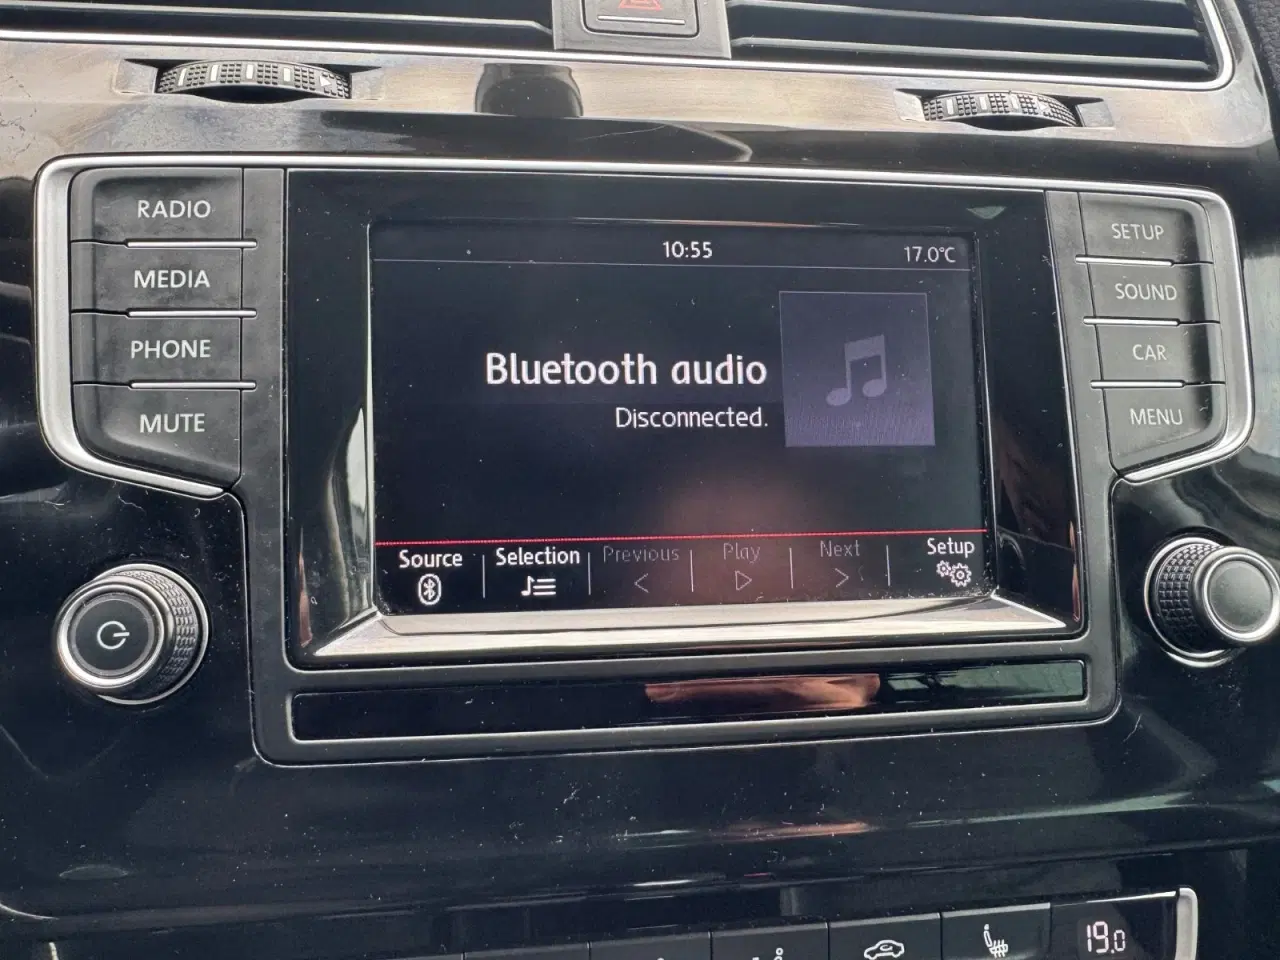 RADIO
MEDIA
PHONE
MUTE
10:55
17.0°C
Bluetooth audio
Disconnected.
Source
Selection
Previous
Play
Next
Setup
SETUP
SOUND
CAR
MENU
19.0